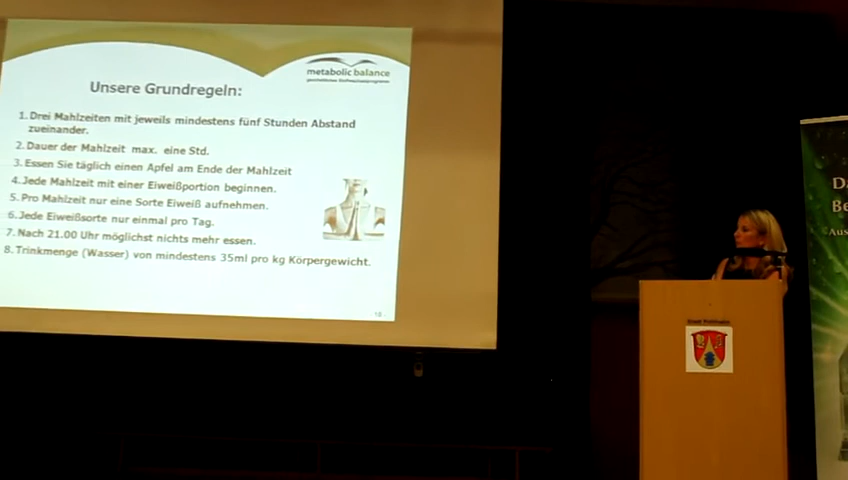 metabolic balance
Unsere Grundregeln:
1. Drei Mahlzeiten mit jeweils mindestens fünf Stunden Abstand
zueinander.
2. Dauer der Mahlzeit max. eine Std.
3. Essen Sie täglich einen Apfel am Ende der Mahlzeit
4. Jede Mahlzeit mit einer Eiweißportion beginnen.
5. Pro Mahlzeit nur eine Sorte Eiweiß aufnehmen.
6. Jede Eiweißsorte nur einmal pro Tag.
7. Nach 21.00 Uhr möglichst nichts mehr essen.
8. Trinkmenge (Wasser) von mindestens 35ml pro kg Körpergewicht.